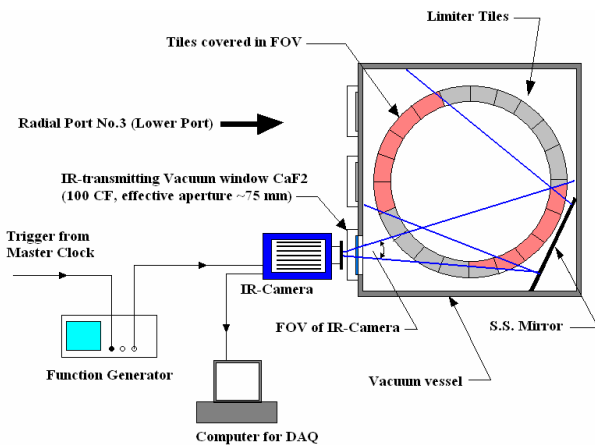 Limiter Tiles
Tiles covered in FOV
Radial Port No.3 (Lower Port)
IR-transmitting Vacuum window CaF2
(100 CF, effective aperture ~75 mm)
Trigger from
Master Clock
IR-Camera
FOV of IR-Camera
S.S. Mirror
Function Generator
Vacuum vessel
Computer for DAQ